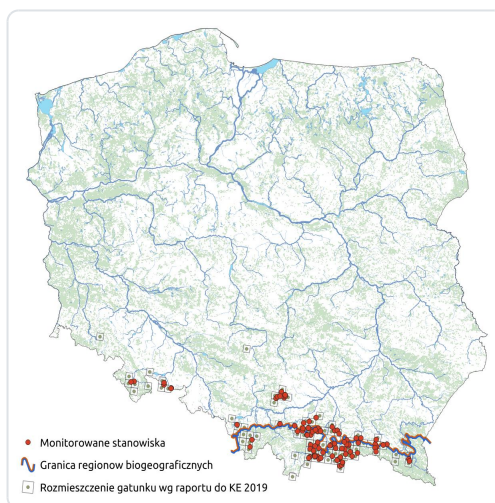 Monitorowane stanowiska
Granica regionow biogeograficznych
Rozmieszczenie gatunku wg raportu do KE 2019